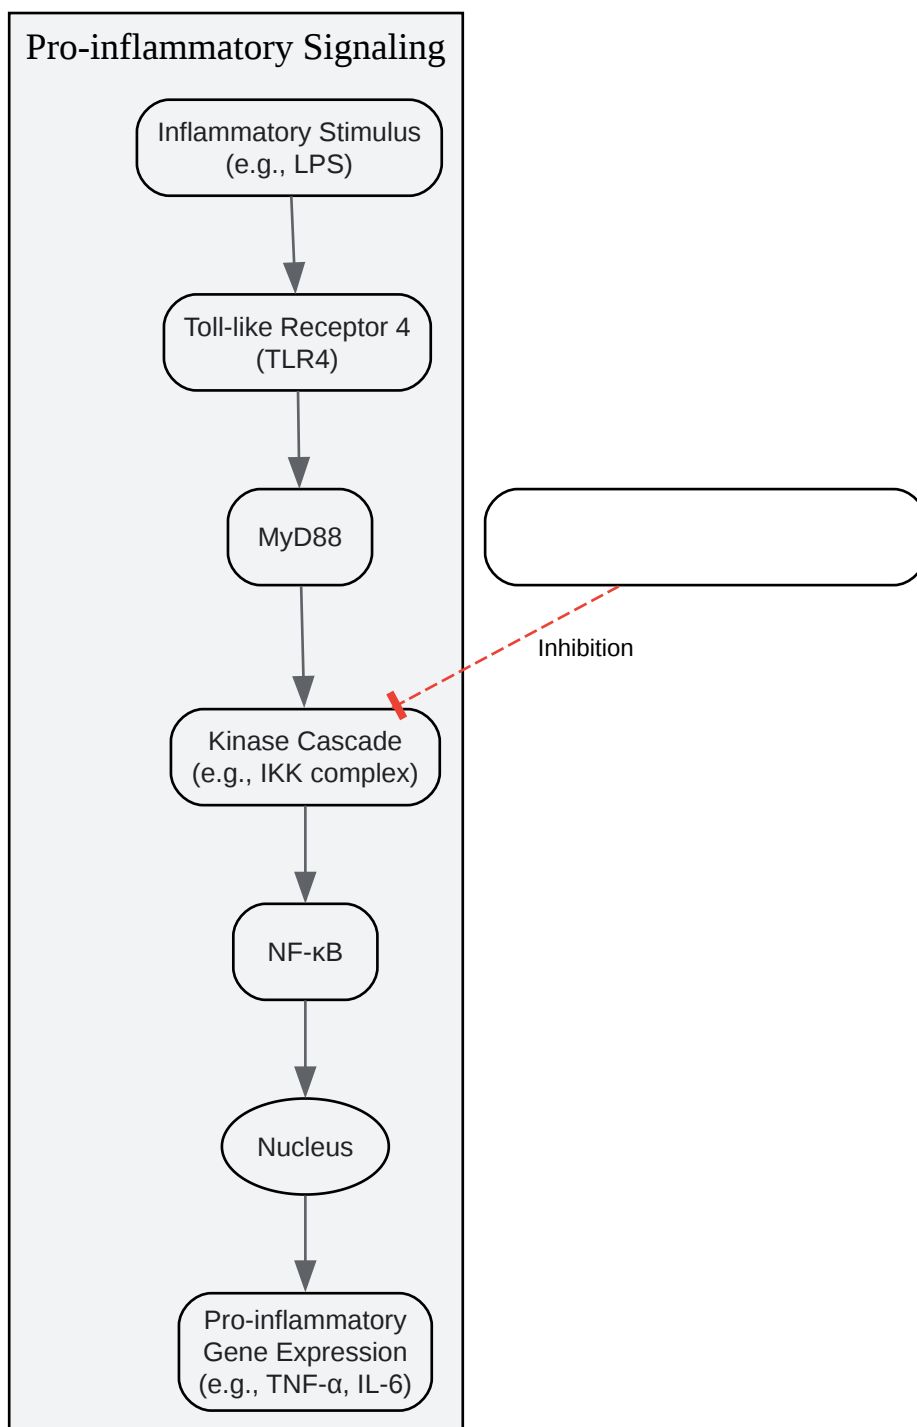 Pro-inflammatory Signaling
Inflammatory Stimulus
(e.g., LPS)
Toll-like Receptor 4
(TLR4)
MyD88
Inhibition
Kinase Cascade
(e.g., IKK complex)
NF-κB
Nucleus
Pro-inflammatory
Gene Expression
(e.g., TNF-α, IL-6)